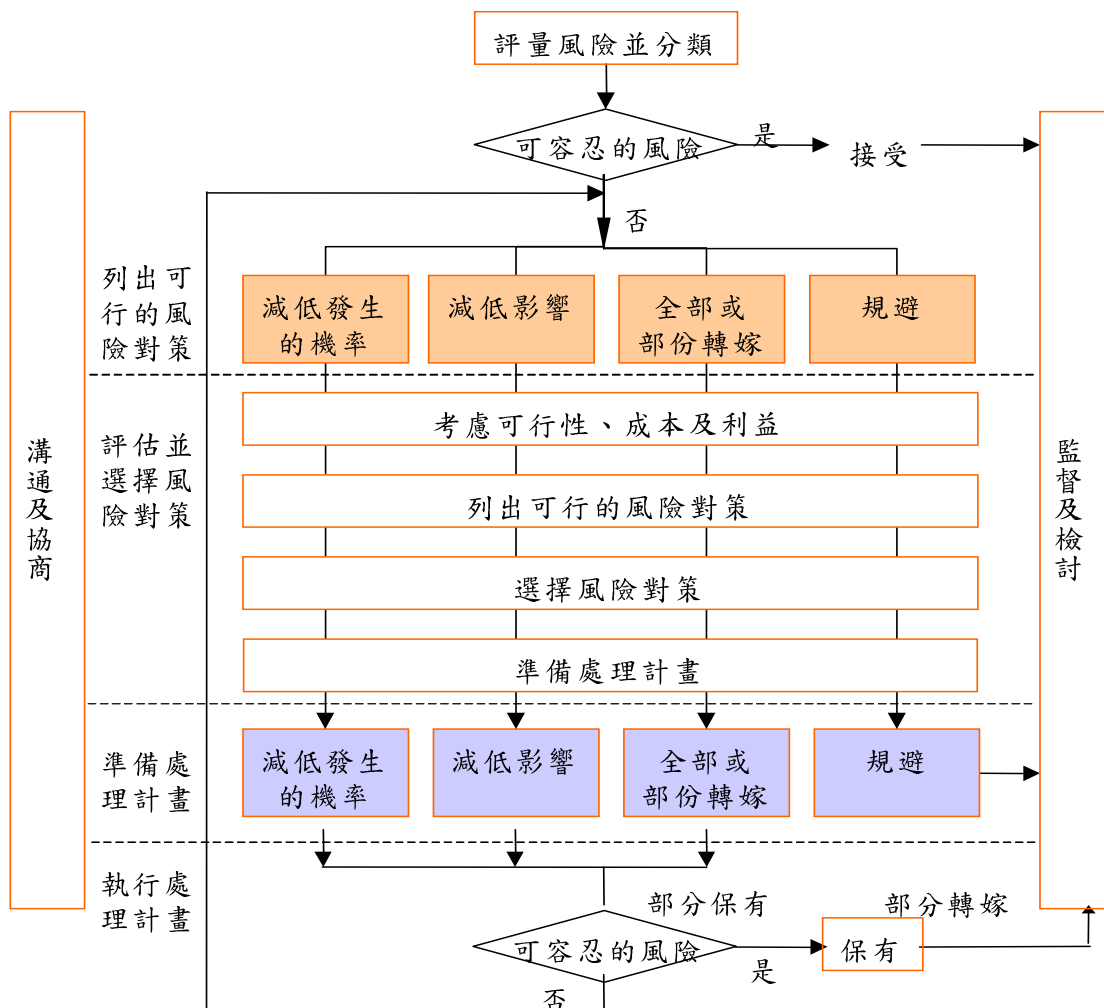 評量風險並分類
可容忍的風險
是
接受
否
列出可
行的風
險對策
減低發生
的機率
減低影響
全部或
部份轉嫁
規避
溝通及協商
評估並
選擇風
險對策
考慮可行性、成本及利益
列出可行的風險對策
選擇風險對策
準備處理計畫
監督及檢討
準備處
理計畫
減低發生
的機率
減低影響
全部或
部份轉嫁
規避
執行處
理計畫
部分保有
部分轉嫁
可容忍的風險
是
保有
否